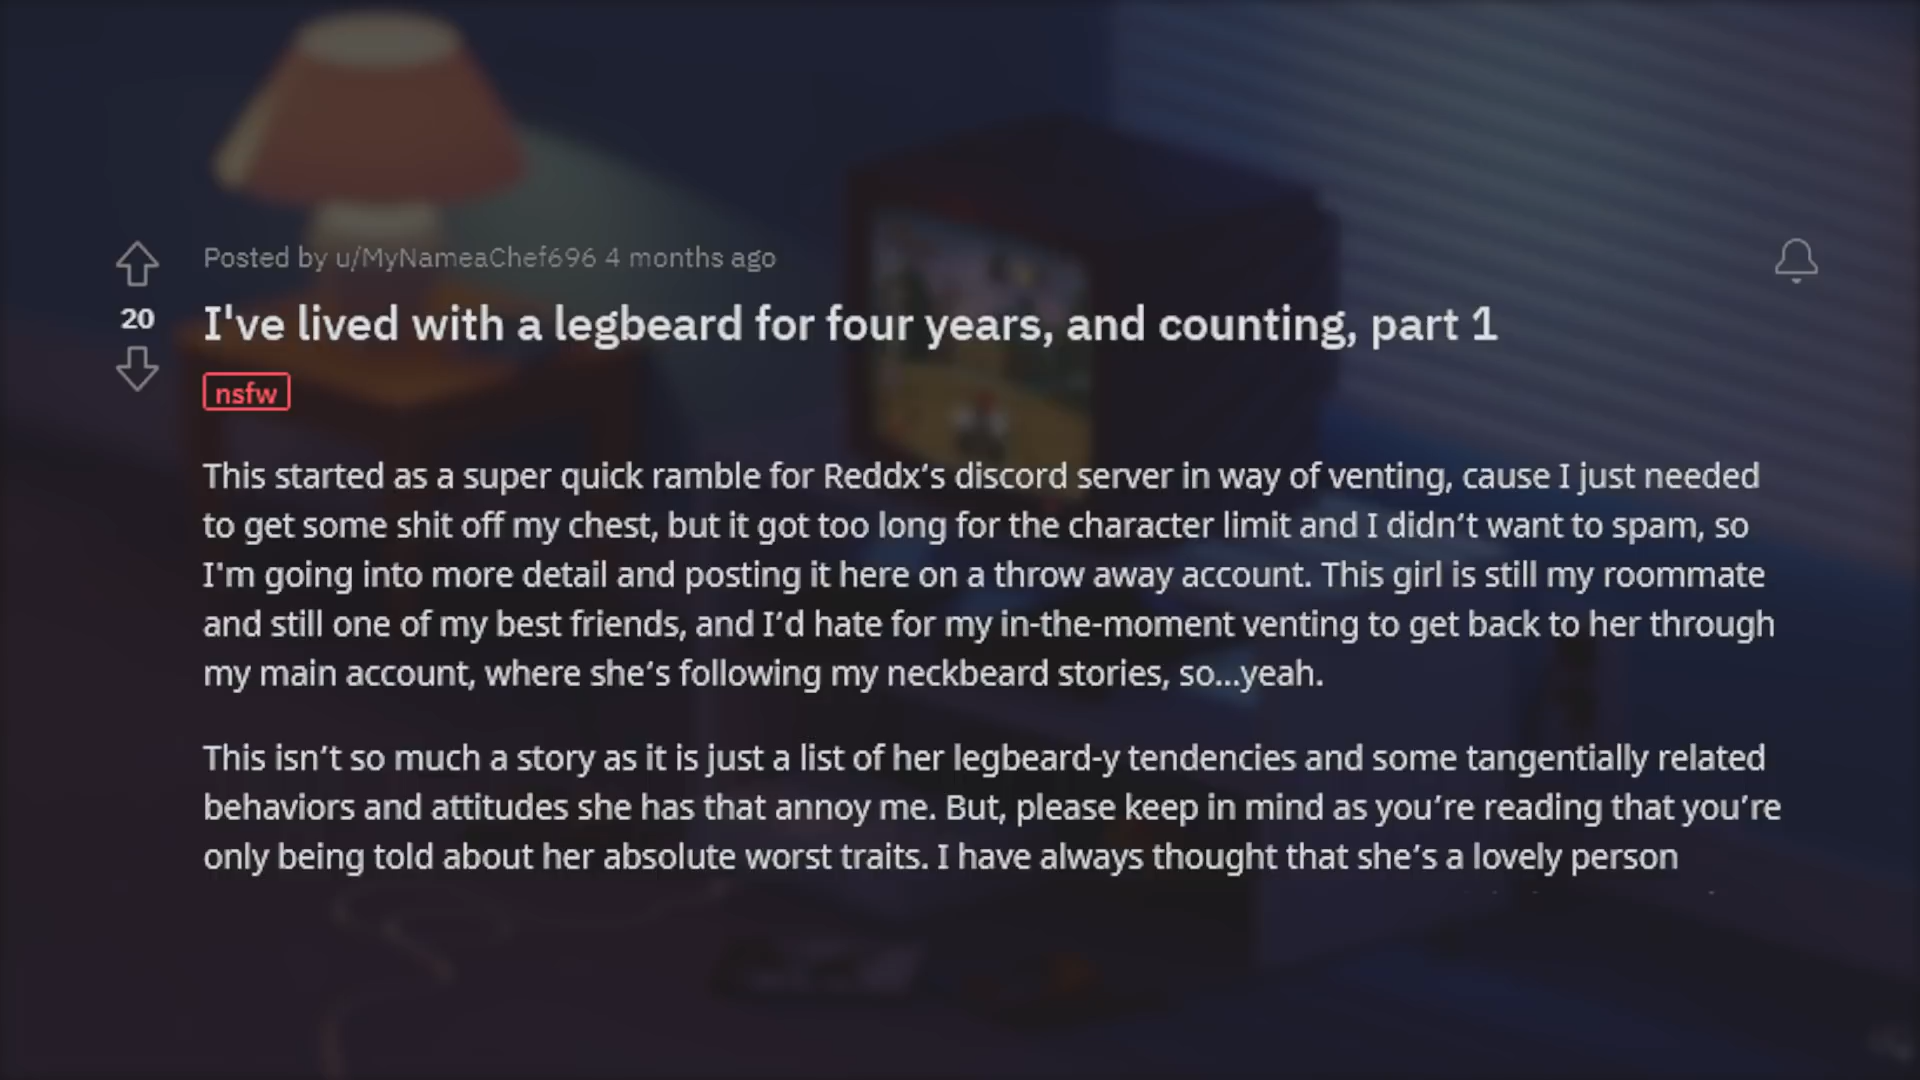 Posted by u/MyNameaChef696 4 months ago
20
I've lived with a legbeard for four years, and counting, part 1
nsfw
This started as a super quick ramble for Reddx’s discord server in way of venting, cause I just needed
to get some shit off my chest, but it got too long for the character limit and I didn’t want to spam, so
I'm going into more detail and posting it here on a throw away account. This girl is still my roommate
and still one of my best friends, and I’d hate for my in-the-moment venting to get back to her through
my main account, where she’s following my neckbeard stories, so...yeah.
This isn’t so much a story as it is just a list of her legbeard-y tendencies and some tangentially related
behaviors and attitudes she has that annoy me. But, please keep in mind as you’re reading that you’re
only being told about her absolute worst traits. I have always thought that she’s a lovely person